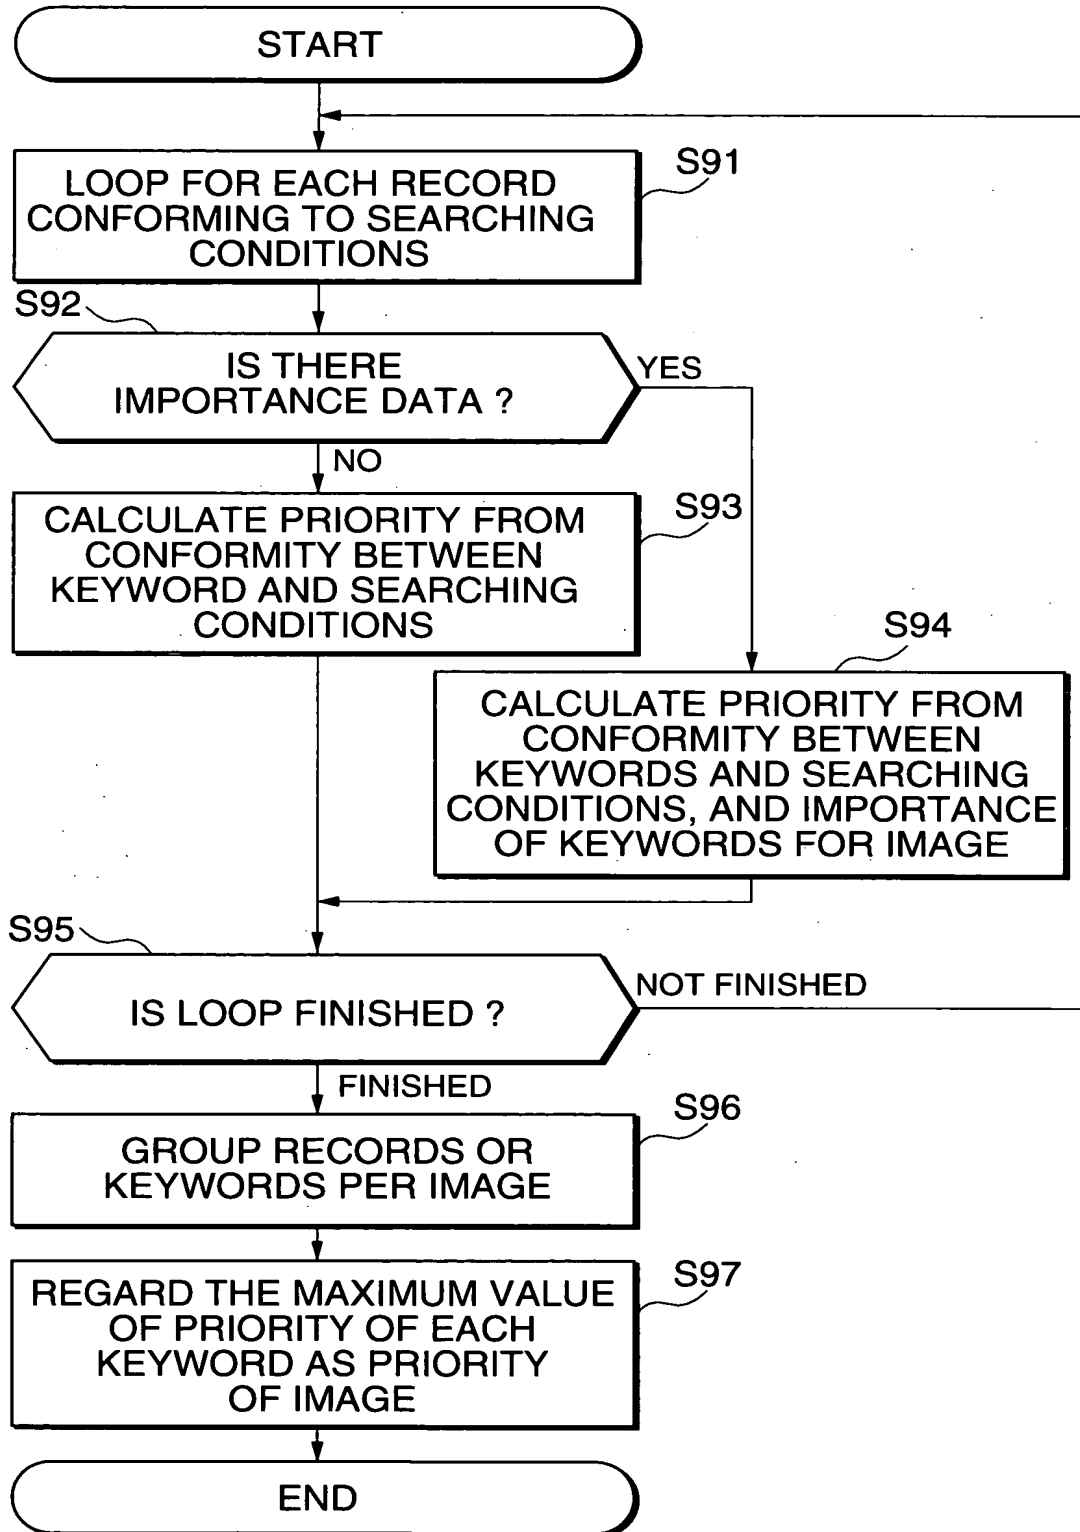 START
S91
LOOP FOR EACH RECORD
CONFORMING TO SEARCHING
CONDITIONS
S92
IS THERE
IMPORTANCE DATA ?
YES
NO
S93
CALCULATE PRIORITY FROM
CONFORMITY BETWEEN
KEYWORD AND SEARCHING
CONDITIONS
S94
CALCULATE PRIORITY FROM
CONFORMITY BETWEEN
KEYWORDS AND SEARCHING
CONDITIONS, AND IMPORTANCE
OF KEYWORDS FOR IMAGE
S95
IS LOOP FINISHED ?
NOT FINISHED
FINISHED
S96
GROUP RECORDS OR
KEYWORDS PER IMAGE
S97
REGARD THE MAXIMUM VALUE
OF PRIORITY OF EACH
KEYWORD AS PRIORITY
OF IMAGE
END